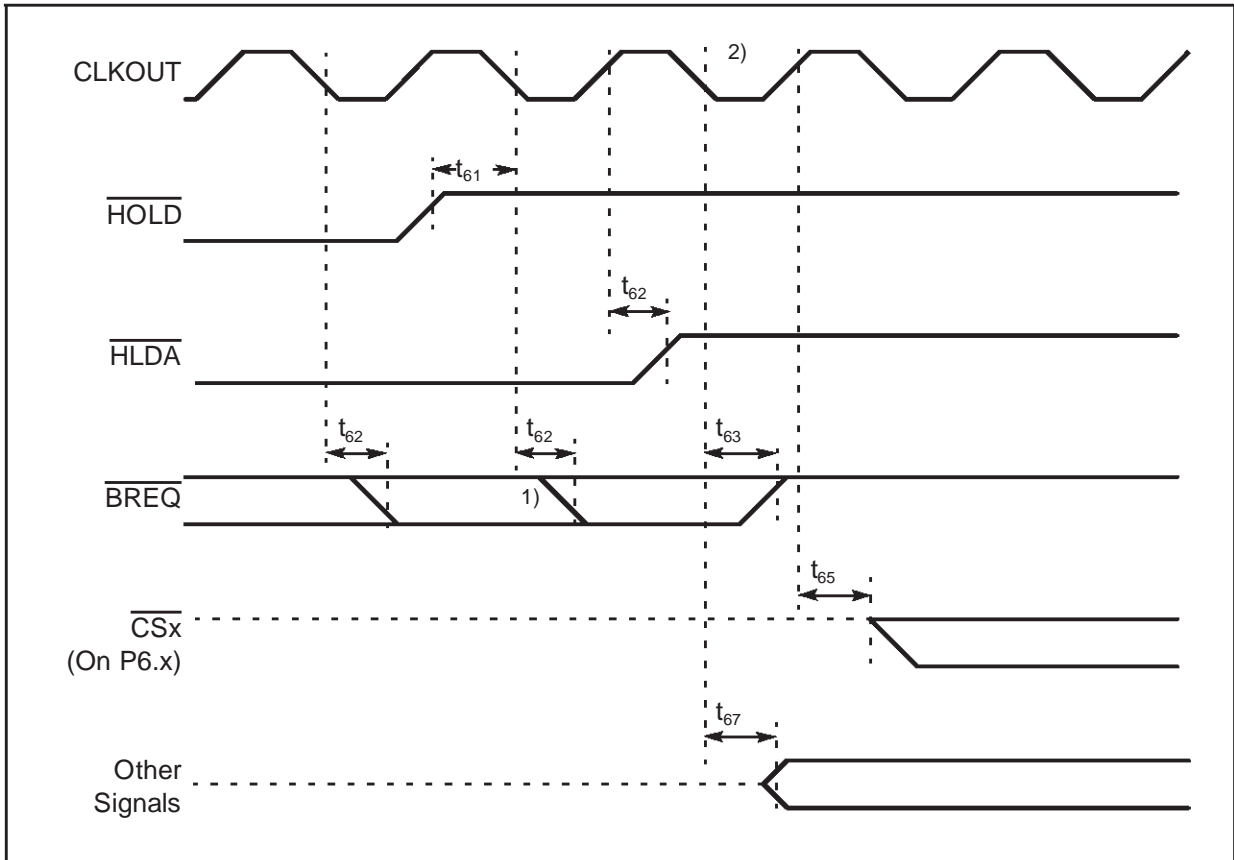 CLKOUT
2)
t61
HOLD
t62
HLDA
t62
t62
t63
BREQ
1)
t65
CSx
(On P6.x)
t67
Other
Signals